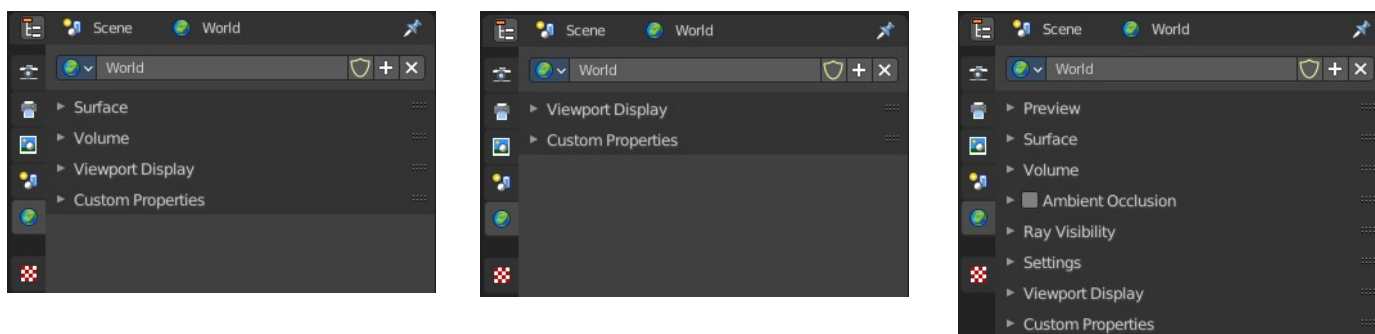 Scene World
World
Surface
Volume
Viewport Display
Custom Properties
Scene World
World
Viewport Display
Custom Properties
Scene World
World
Preview
Surface
Volume
Ambient Occlusion
Ray Visibility
Settings
Viewport Display
Custom Properties